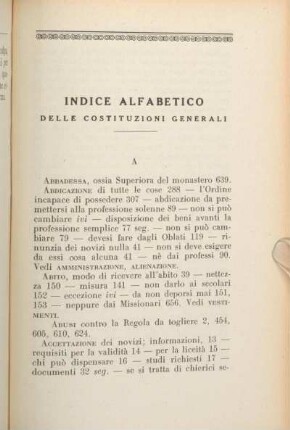 INDICE ALFABETICO
DELLE COSTITUZIONI GENERALI
A
ABBADESSA, ossia Superiora del monastero 639.
ABDICAZIONE di tutte le cose 288 — l'Ordine
incapace di possedere 307 — abdicazione da pre-
mettersi alla professione solenne 89 — non si può
cambiare ivi — disposizione dei beni avanti la
professione semplice 77 seg. — non si può cam-
biare 79 — devesi fare dagli Oblati 119 — ri-
nunzia dei novizi nulla 41 — non si deve esigere
da essi cosa alcuna 41 — nè dai professi 90.
Vedi AMMINISTRAZIONE, ALIENAZIONE.
ABITO, modo di ricevere all'abito 39 — nettez-
za 150 — misura 141 — non darlo ai secolari
152 — eccezione ivi — da non deporsi mai 151,
153 — neppure dai Missionari 656. Vedi VESTI-
MENTI.
ABUSI contro la Regola da togliere 2, 454,
605, 610, 624.
ACCETTAZIONE dei novizi; informazioni, 13 —
requisiti per la validità 14 — per la liceità 15 —
chi può dispensare 16 — studi richiesti 17 —
documenti 32 seg. — se si tratta di chierici se-